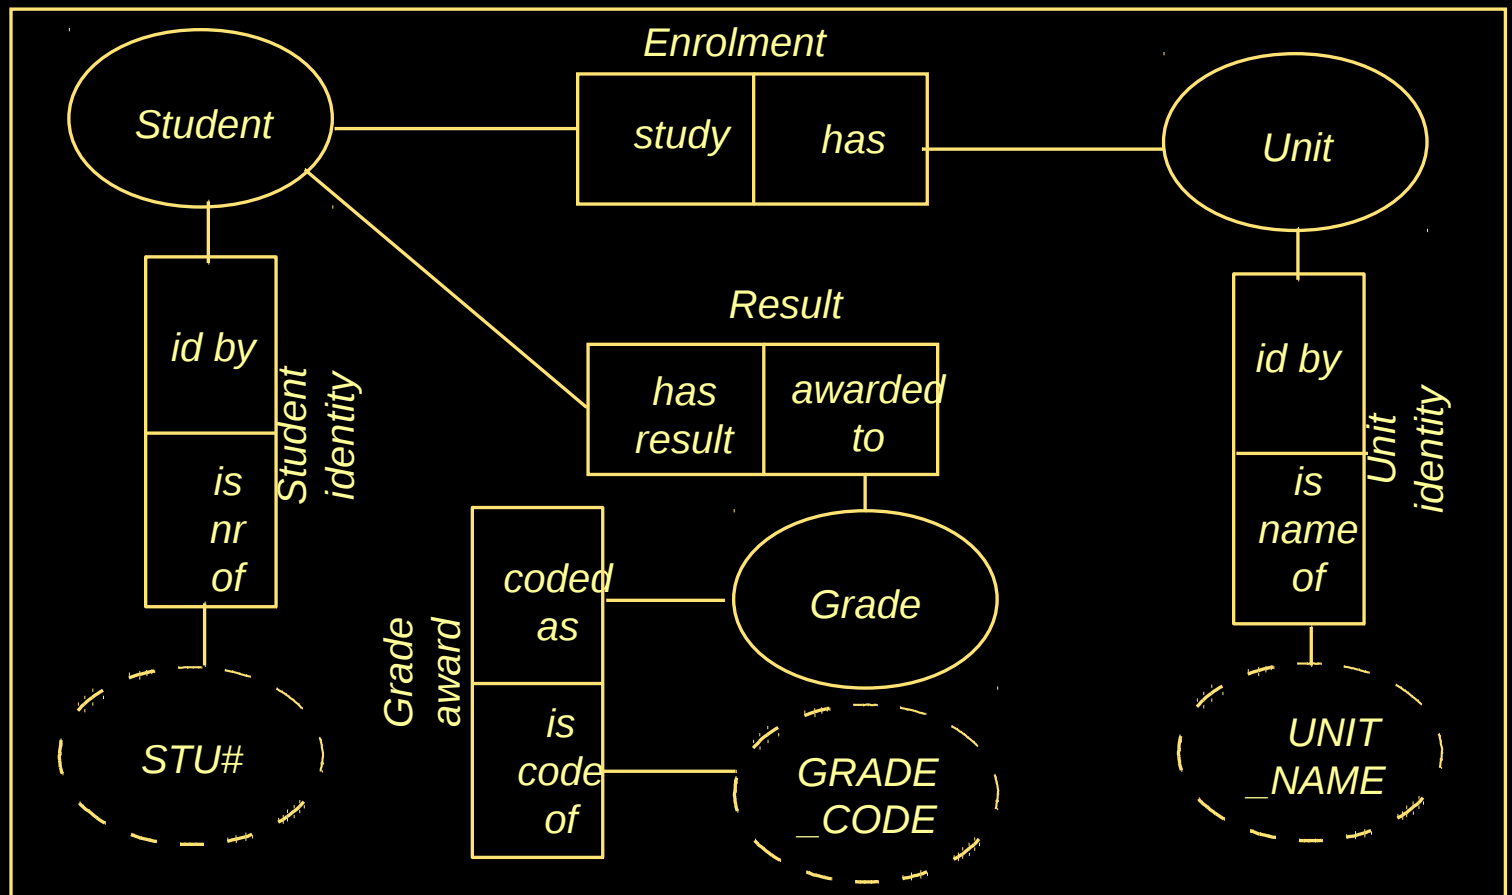 Enrolment
Student
study
has
Unit
id by
Student
identity
is
nr
of
STU#
Result
has
result
awarded
to
Grade
award
coded
as
is
code
of
Grade
GRADE
_CODE
id by
Unit
identity
is
name
of
UNIT
_NAME